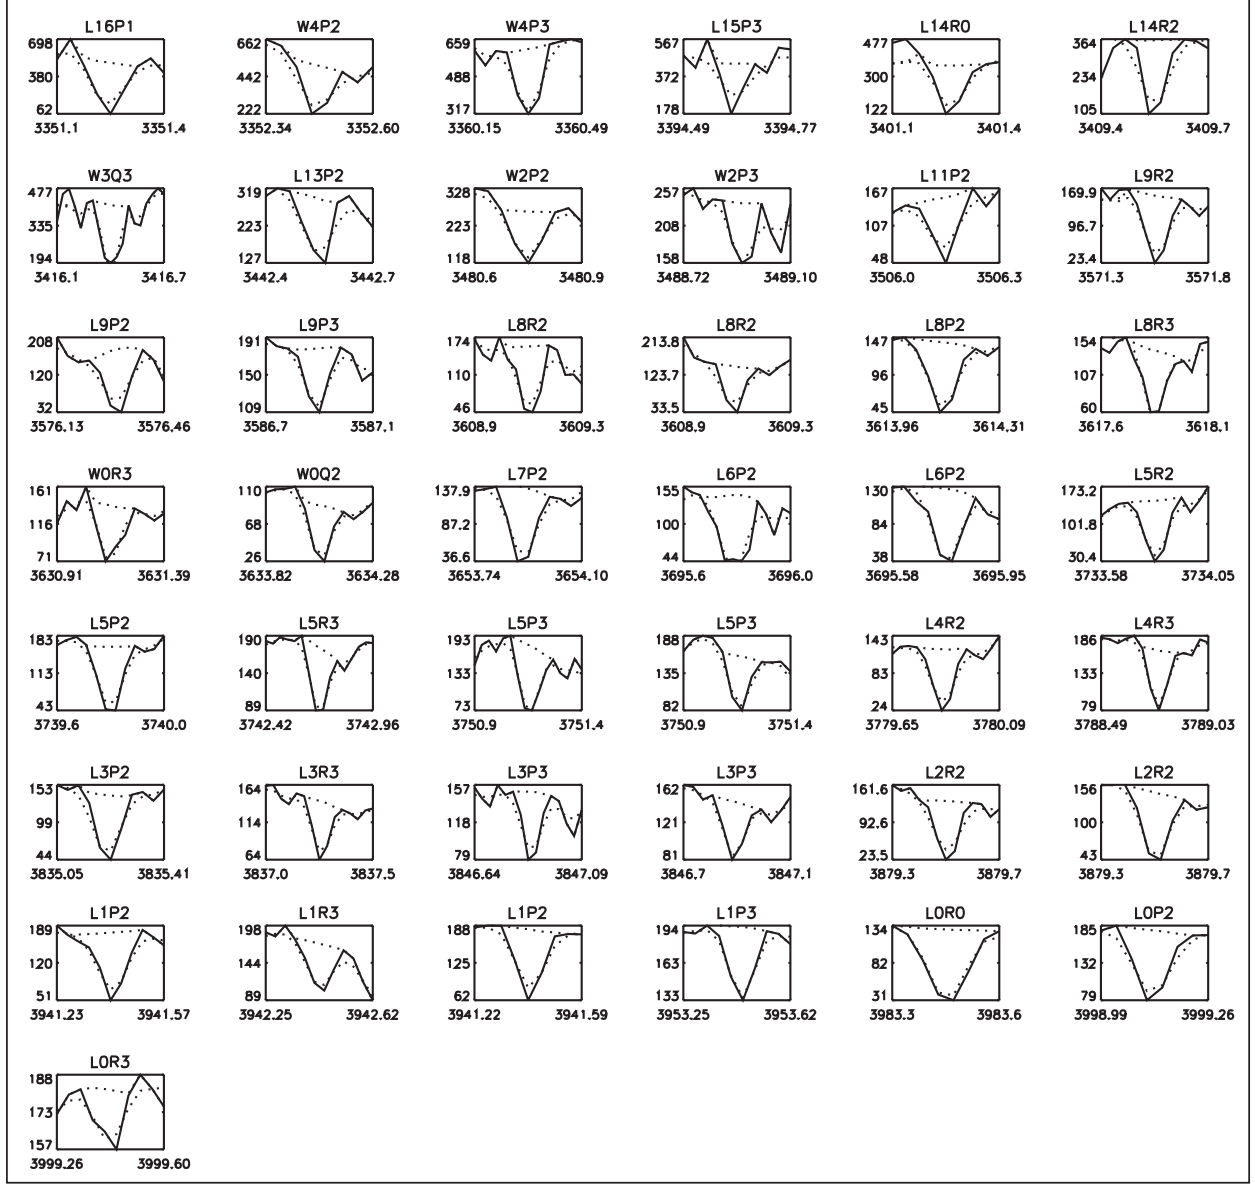 L16P1 W4P2 W4P3 L15P3 L14R0 L14R2
698 662 659 567 477 364
380 442 488 372 300 234
62 222 317 178 122 105
3351.1 3351.4 3352.34 3352.60 3360.15 3360.49 3394.49 3394.77 3401.1 3401.4 3409.4 3409.7
W3Q3 L13P2 W2P2 W2P3 L11P2 L9R2
477 319 328 257 167 169.9
335 223 223 208 107 96.7
194 127 118 158 48 23.4
3416.1 3416.7 3442.4 3442.7 3480.6 3480.9 3488.72 3489.10 3506.0 3506.3 3571.3 3571.8
L9P2 L9P3 L8R2 L8R2 L8P2 L8R3
208 191 174 213.8 147 154
120 150 110 123.7 96 107
32 109 46 33.5 45 60
3576.13 3576.46 3586.7 3587.1 3608.9 3609.3 3608.9 3609.3 3613.96 3614.31 3617.6 3618.1
W0R3 W0Q2 L7P2 L6P2 L6P2 L5R2
161 110 137.9 155 130 173.2
116 68 87.2 100 84 101.8
71 26 36.6 44 38 30.4
3630.91 3631.39 3633.82 3634.28 3653.74 3654.10 3695.6 3696.0 3695.58 3695.95 3733.58 3734.05
L5P2 L5R3 L5P3 L5P3 L4R2 L4R3
183 190 193 188 143 186
113 140 133 135 83 133
43 89 73 82 24 79
3739.6 3740.0 3742.42 3742.96 3750.9 3751.4 3750.9 3751.4 3779.65 3780.09 3788.49 3789.03
L3P2 L3R3 L3P3 L3P3 L2R2 L2R2
153 164 157 162 161.6 156
99 114 118 121 92.6 100
44 64 79 81 23.5 43
3835.05 3835.41 3837.0 3837.5 3846.64 3847.09 3846.7 3847.1 3879.3 3879.7 3879.3 3879.7
L1P2 L1R3 L1P2 L1P3 L0R0 L0P2
189 198 188 194 134 185
120 144 125 163 82 132
51 89 62 133 31 79
3941.23 3941.57 3942.25 3942.62 3941.22 3941.59 3953.25 3953.62 3983.3 3983.6 3998.99 3999.26
L0R3
188
173
157
3999.26 3999.60